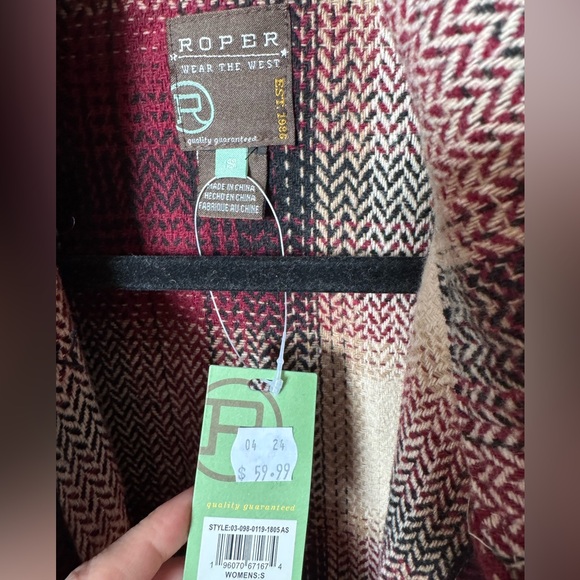 ROPER
WEAR THE WEST
EST. 1986
R
quality guaranteed
S
MADE IN CHINA
HECHO EN CHINA
FABRIQUE AU CHINE
R
04 24
$ 59.99
quality guaranteed
STYLE:03-098-0119-1805 AS
1 96070 67167 4
WOMENS:S